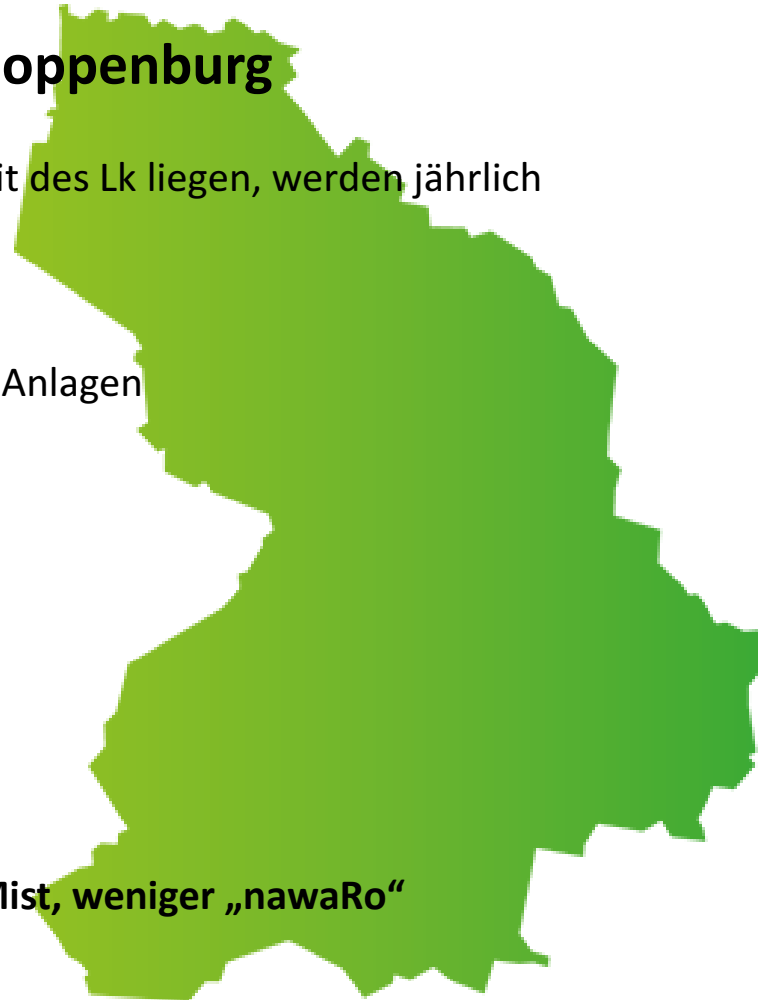 oppenburg
it des Lk liegen, werden jährlich
Anlagen
Mist, weniger „nawaRo“